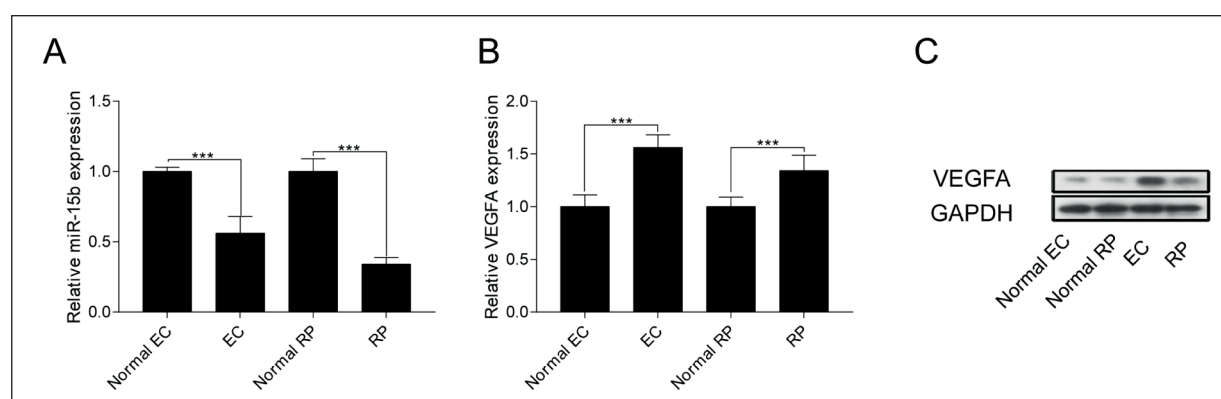 A
Relative miR-15b expression
1.5
1.0
0.5
0.0
***
***
Normal EC
EC
Normal RP
RP
B
Relative VEGFA expression
2.0
1.5
1.0
0.5
0.0
***
***
Normal EC
EC
Normal RP
RP
C
VEGFA
GAPDH
Normal EC
Normal RP
EC
RP